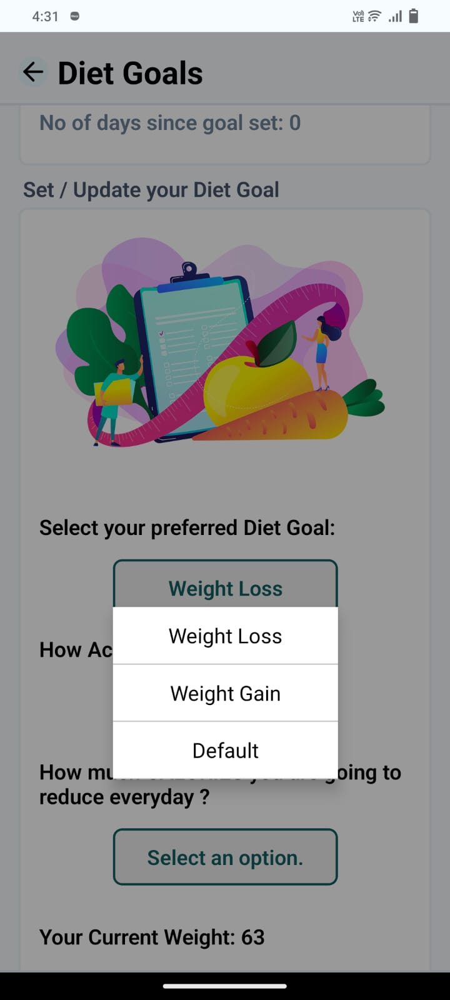 4:31
Vo))
LTE
Diet Goals
No of days since goal set: 0
Set / Update your Diet Goal
Select your preferred Diet Goal:
Weight Loss
Weight Loss
How Ac
Weight Gain
Default
How mu
going to
reduce everyday ?
Select an option.
Your Current Weight: 63